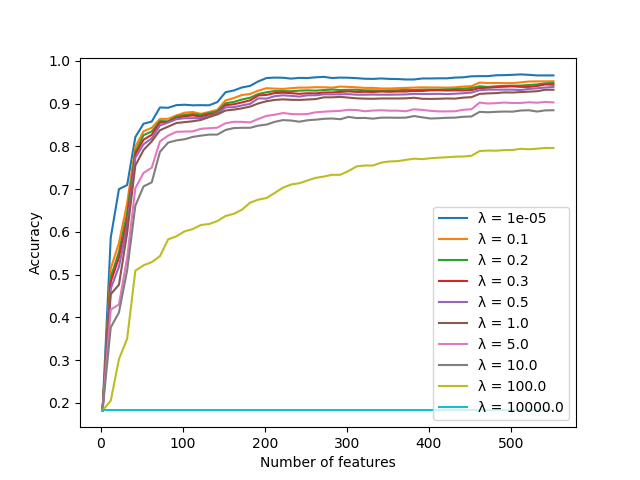 1.0
0.9
0.8
0.7
0.6
0.5
0.4
0.3
0.2
Accuracy
λ = 1e-05
λ = 0.1
λ = 0.2
λ = 0.3
λ = 0.5
λ = 1.0
λ = 5.0
λ = 10.0
λ = 100.0
λ = 10000.0
0 100 200 300 400 500
Number of features